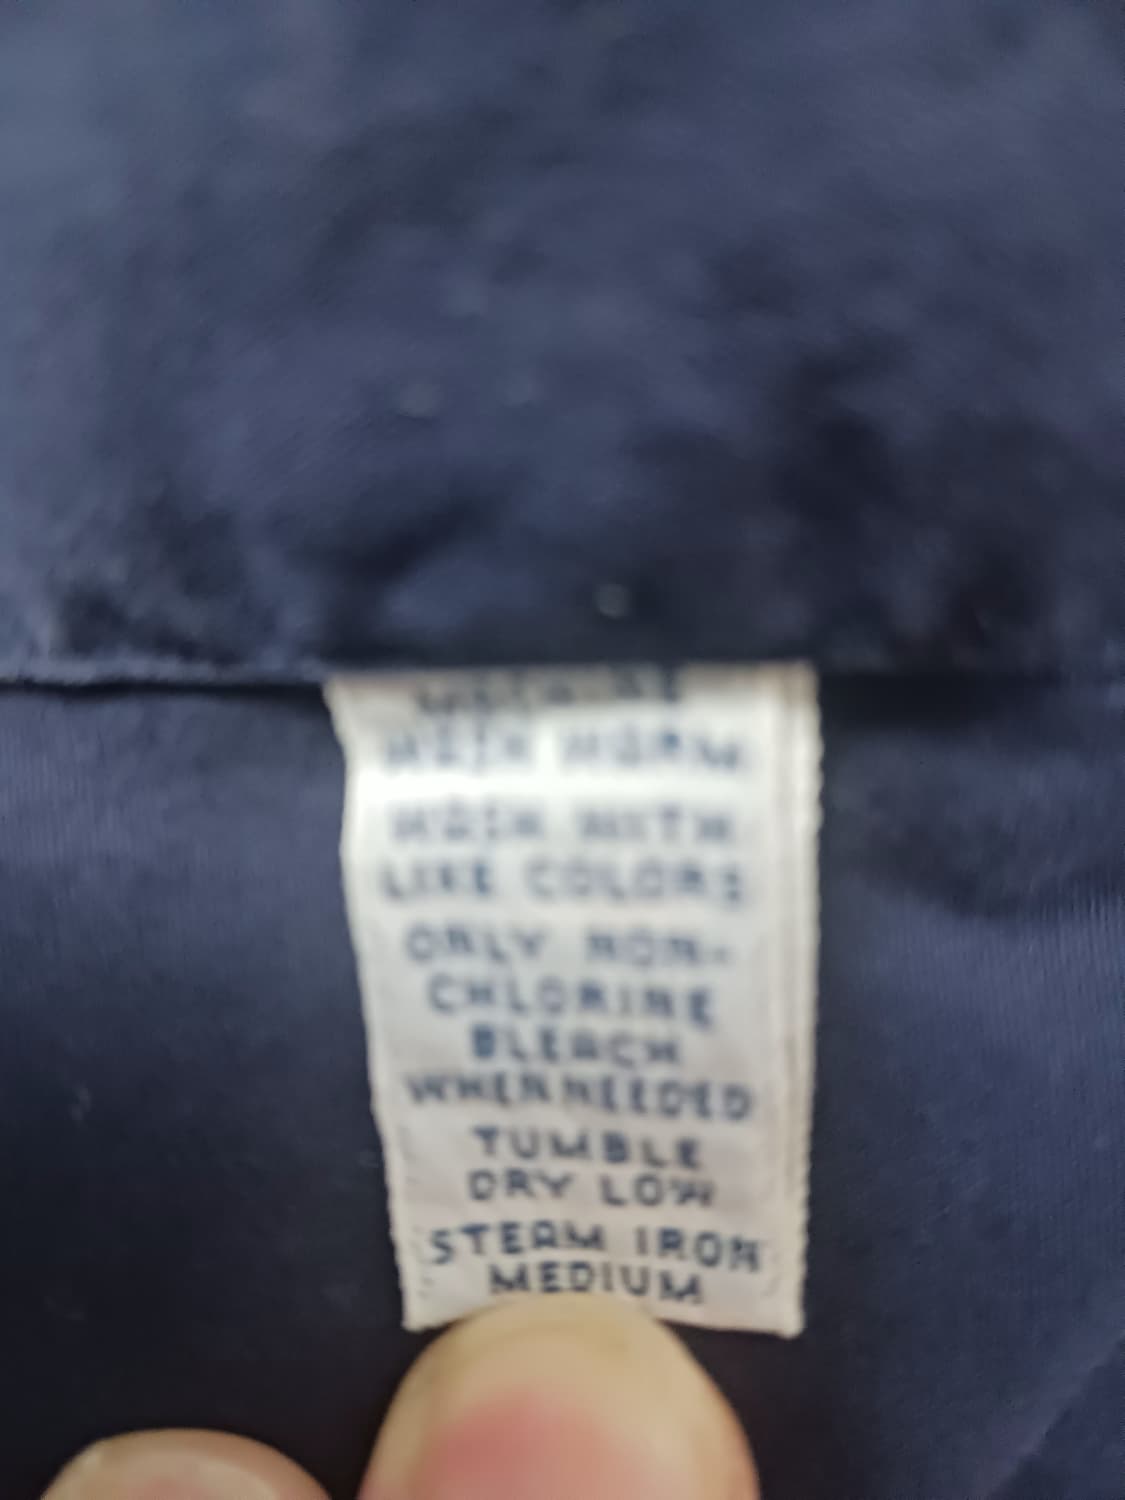 WASH WARM
WASH WITH
LIKE COLORS
ONLY NON-
CHLORINE
BLEACH
WHEN NEEDED
TUMBLE
DRY LOW
STEAM IRON
MEDIUM